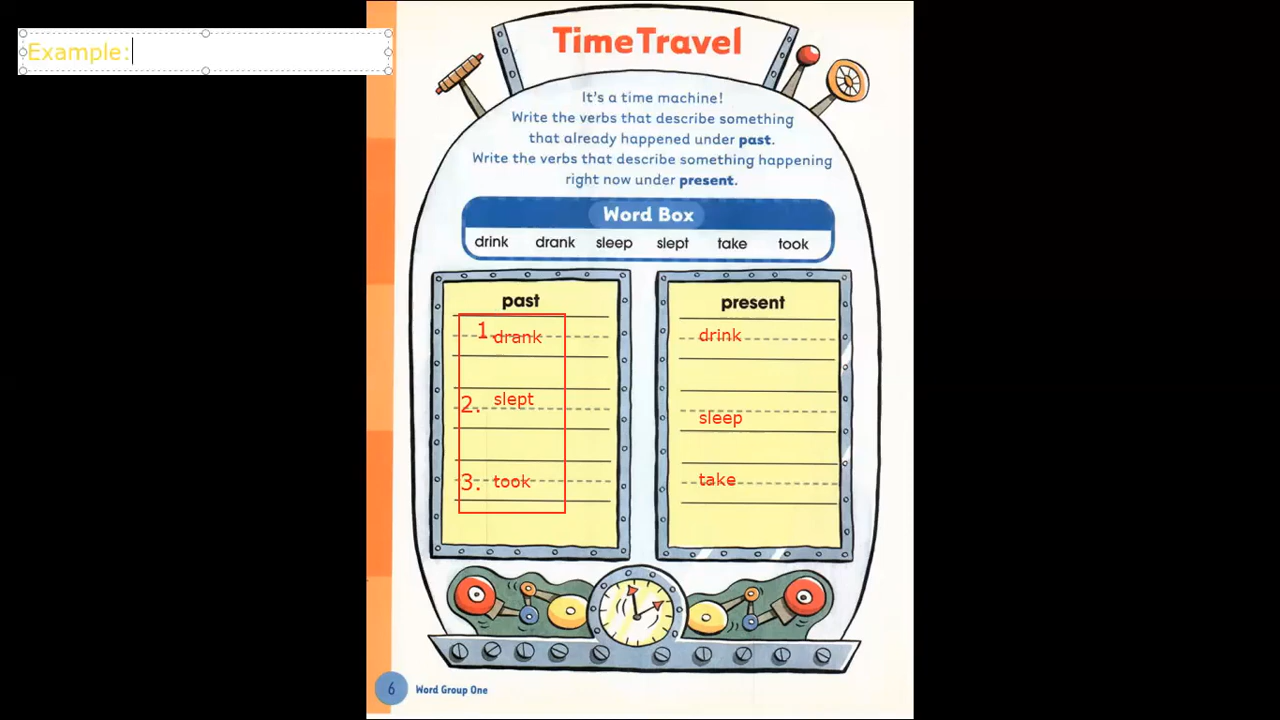 Example:
Time Travel
It's a time machine!
Write the verbs that describe something
that already happened under past.
Write the verbs that describe something happening
right now under present.
Word Box
drink drank sleep slept take took
past
1. drank
2. slept
3. took
present
drink
sleep
take
6 Word Group One